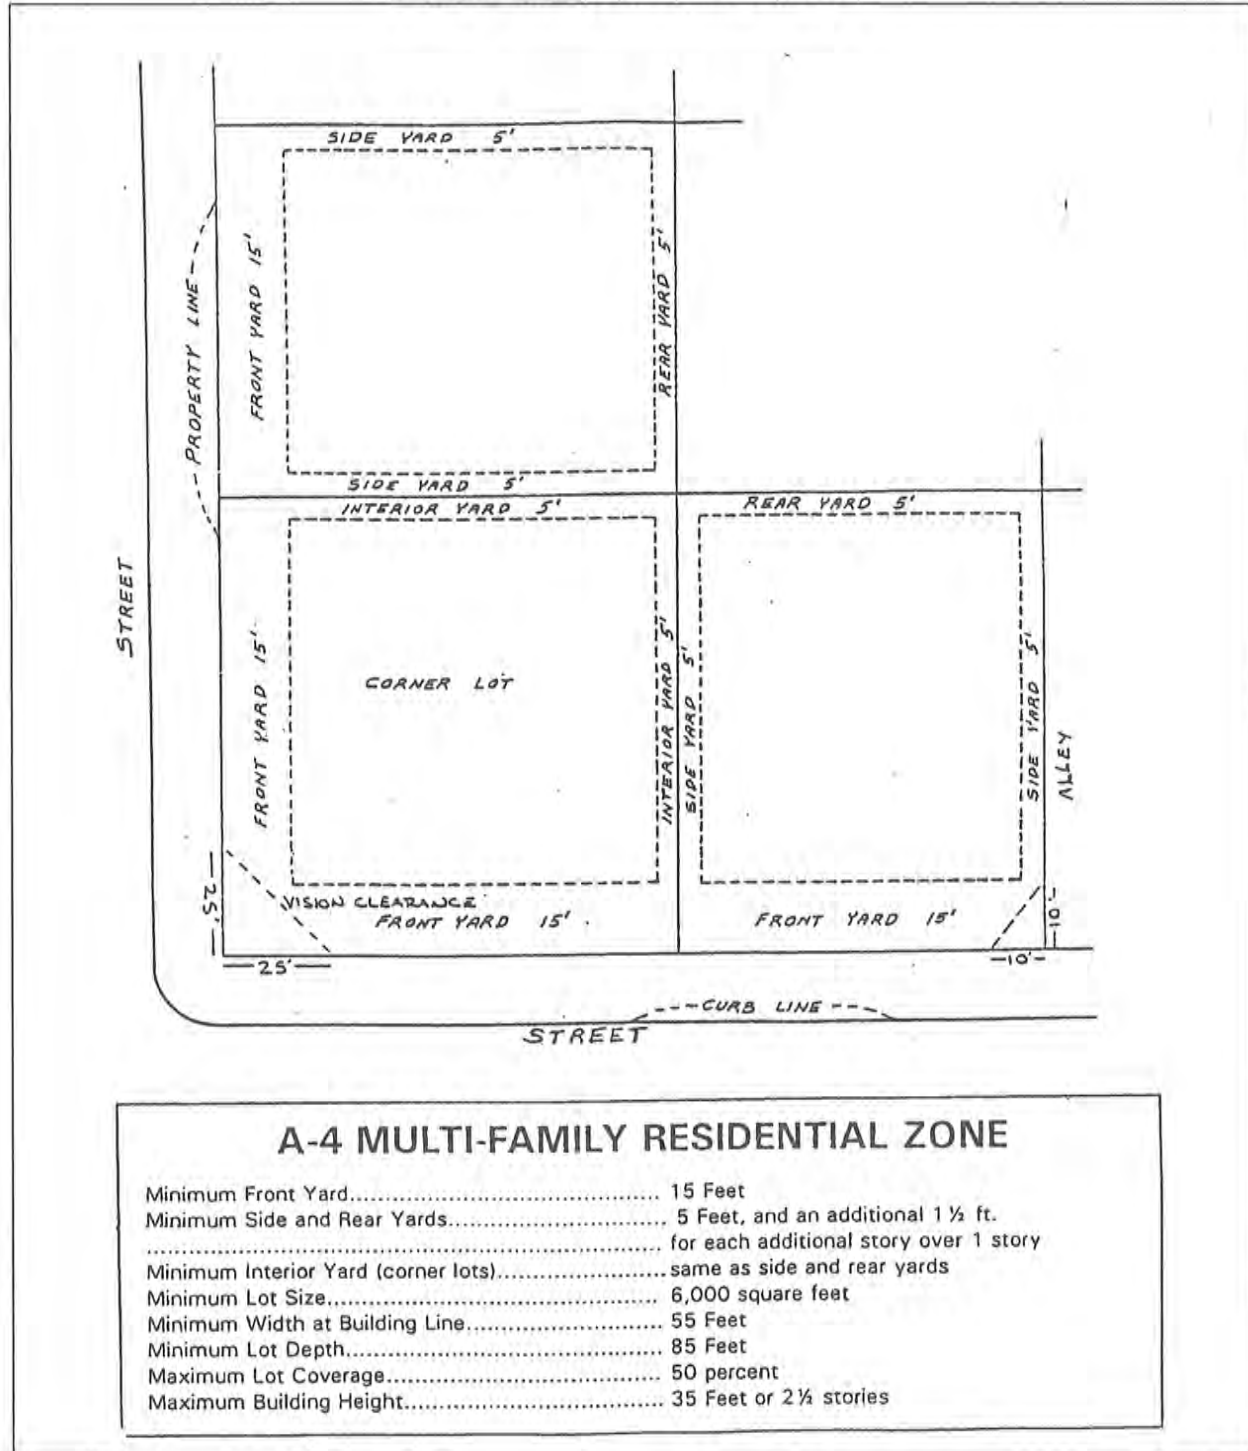 SIDE YARD 5'
FRONT YARD 15'
REAR YARD 5'
PROPERTY LINE
SIDE YARD 5'
INTERIOR YARD 5'
REAR YARD 5'
STREET
FRONT YARD 15'
CORNER LOT
INTERIOR YARD 5'
SIDE YARD 5'
SIDE YARD 5'
ALLEY
25'
VISION CLEARANCE
FRONT YARD 15'
FRONT YARD 15'
10'
25'
10'
CURB LINE
STREET
A-4 MULTI-FAMILY RESIDENTIAL ZONE
Minimum Front Yard............................................ 15 Feet
Minimum Side and Rear Yards............................... 5 Feet, and an additional 1 ½ ft.
......................................................................... for each additional story over 1 story
Minimum Interior Yard (corner lots)........................ same as side and rear yards
Minimum Lot Size............................................... 6,000 square feet
Minimum Width at Building Line............................ 55 Feet
Minimum Lot Depth............................................. 85 Feet
Maximum Lot Coverage....................................... 50 percent
Maximum Building Height..................................... 35 Feet or 2½ stories